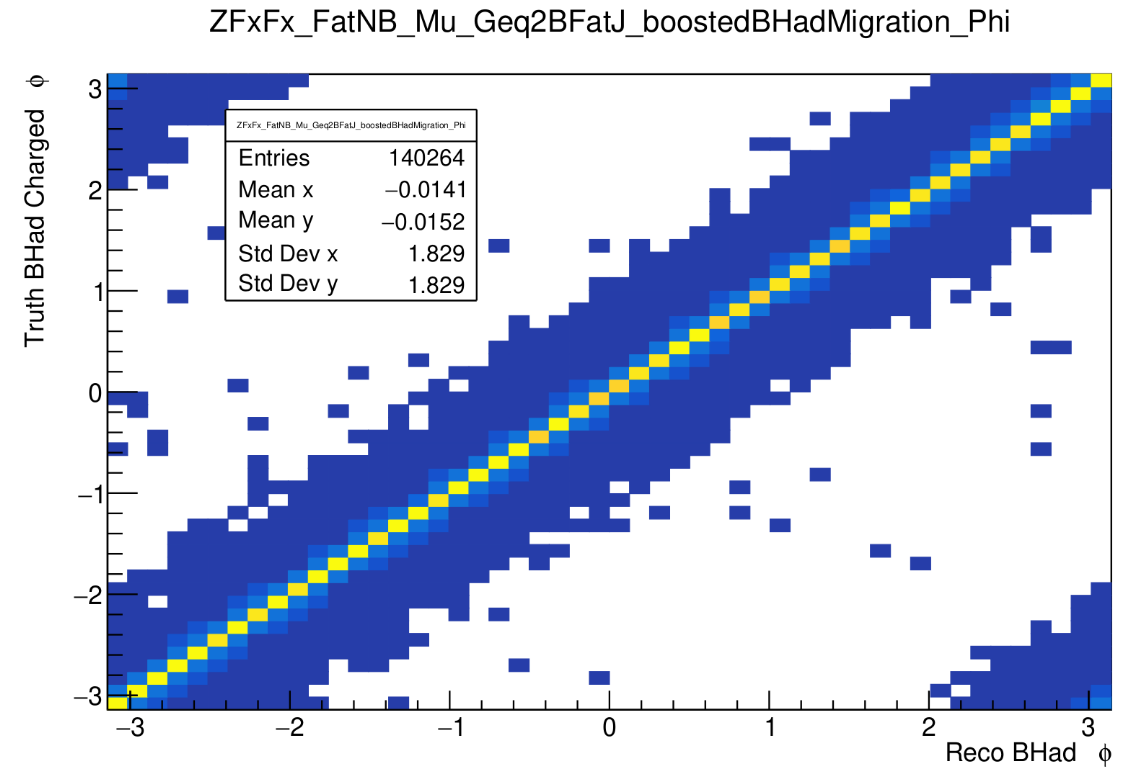 ZFxFx_FatNB_Mu_Geq2BFatJ_boostedBHadMigration_Phi
Truth BHad Charged ϕ
3
2
1
0
−1
−2
−3
ZFxFx_FatNB_Mu_Geq2BFatJ_boostedBHadMigration_Phi
Entries 140264
Mean x −0.0141
Mean y −0.0152
Std Dev x 1.829
Std Dev y 1.829
−3 −2 −1 0 1 2 3
Reco BHad ϕ